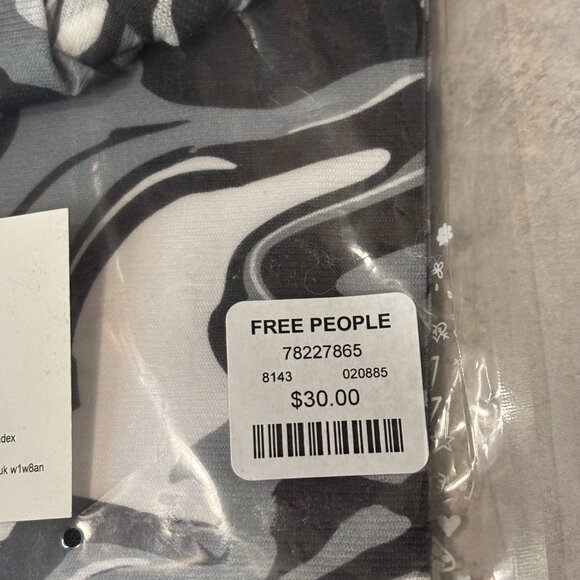 FREE PEOPLE
78227865
8143 020885
$30.00
dex
uk w1w8an